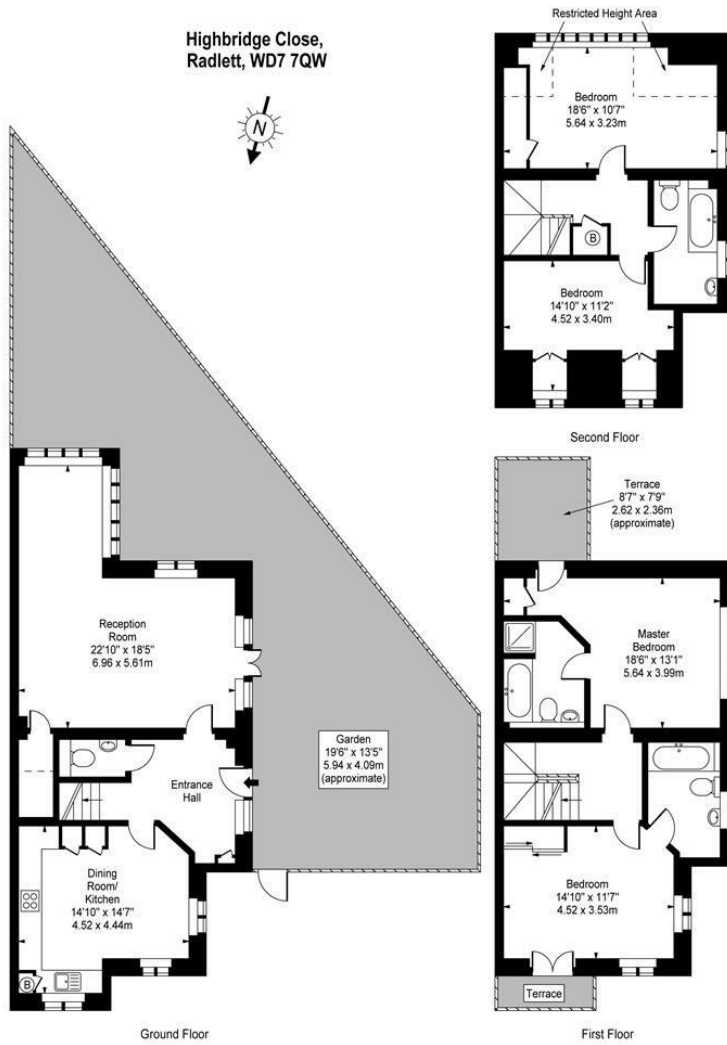 Highbridge Close,
Radlett, WD7 7QW
N
Restricted Height Area
Bedroom
18'6" x 10'7"
5.64 x 3.23m
B
Bedroom
14'10" x 11'2"
4.52 x 3.40m
Second Floor
Terrace
8'7" x 7'9"
2.62 x 2.36m
(approximate)
Reception
Room
22'10" x 18'5"
6.96 x 5.61m
Master
Bedroom
18'6" x 13'1"
5.64 x 3.99m
Garden
19'6" x 13'5"
5.94 x 4.09m
(approximate)
Entrance
Hall
Dining
Room/
Kitchen
14'10" x 14'7"
4.52 x 4.44m
B
Bedroom
14'10" x 11'7"
4.52 x 3.53m
Terrace
Ground Floor
First Floor